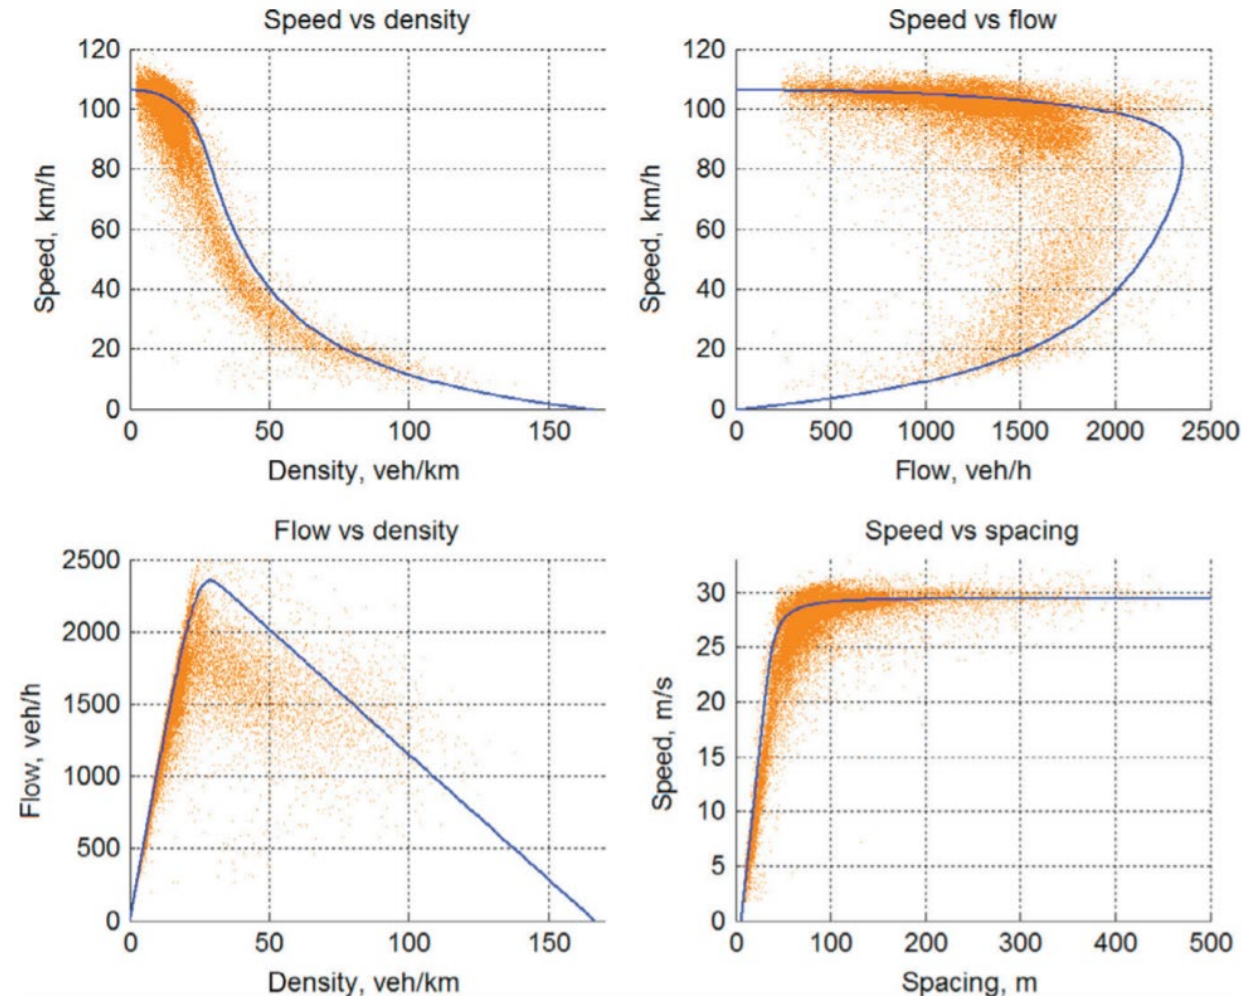 Speed vs density
120
100
80
60
40
20
0
Speed, km/h
0 50 100 150
Density, veh/km
Speed vs flow
120
100
80
60
40
20
0
Speed, km/h
0 500 1000 1500 2000 2500
Flow, veh/h
Flow vs density
2500
2000
1500
1000
500
0
Flow, veh/h
0 50 100 150
Density, veh/km
Speed vs spacing
30
25
20
15
10
5
0
Speed, m/s
0 100 200 300 400 500
Spacing, m